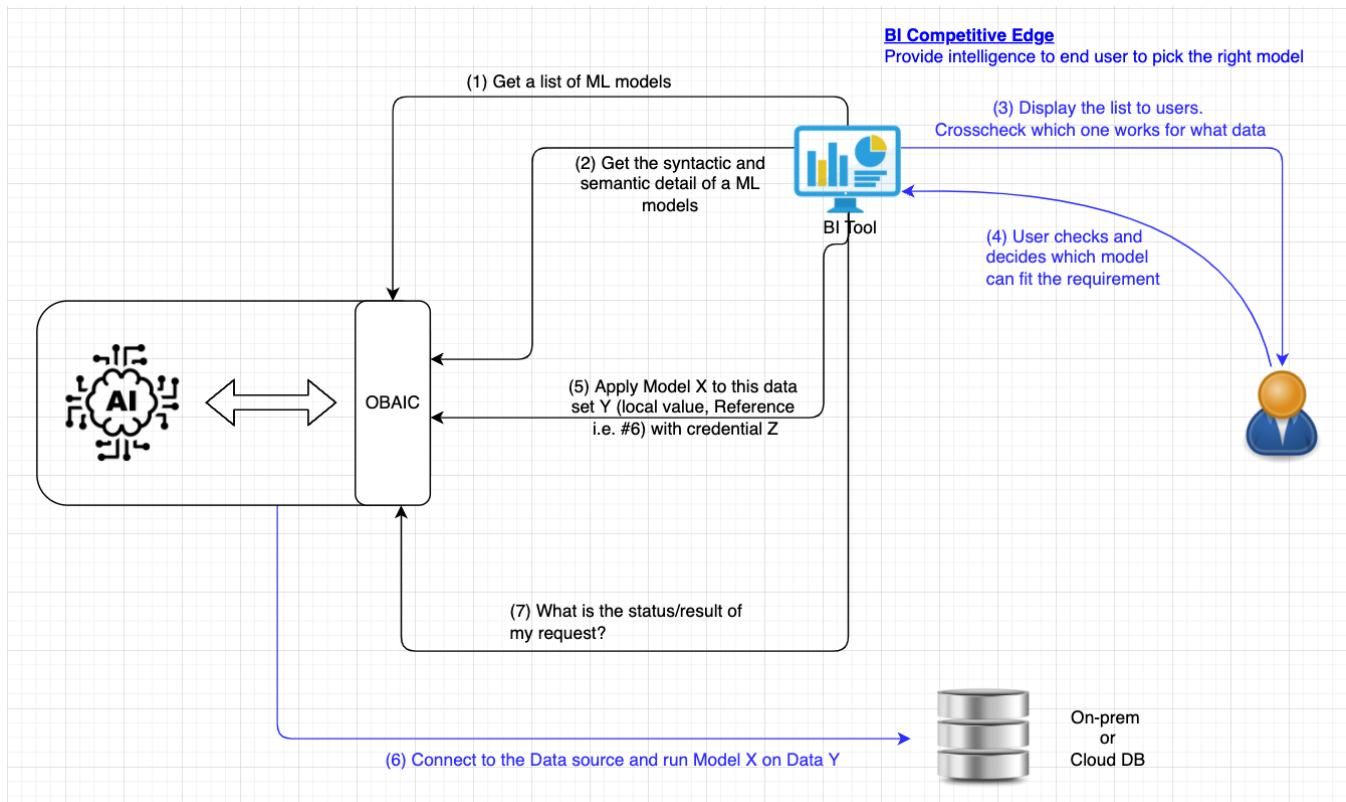 BI Competitive Edge
Provide intelligence to end user to pick the right model
(1) Get a list of ML models
(3) Display the list to users.
Crosscheck which one works for what data
(2) Get the syntactic and
semantic detail of a ML
models
BI Tool
(4) User checks and
decides which model
can fit the requirement
AI
OBAIC
(5) Apply Model X to this data
set Y (local value, Reference
i.e. #6) with credential Z
(7) What is the status/result of
my request?
(6) Connect to the Data source and run Model X on Data Y
On-prem
or
Cloud DB